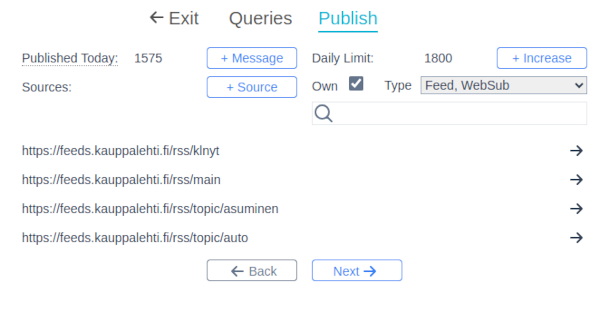 ← Exit Queries Publish
Published Today: 1575 + Message Daily Limit: 1800 + Increase
Sources: + Source Own Type Feed, WebSub
https://feeds.kauppalehti.fi/rss/klnyt →
https://feeds.kauppalehti.fi/rss/main →
https://feeds.kauppalehti.fi/rss/topic/asuminen →
https://feeds.kauppalehti.fi/rss/topic/auto →
← Back Next →